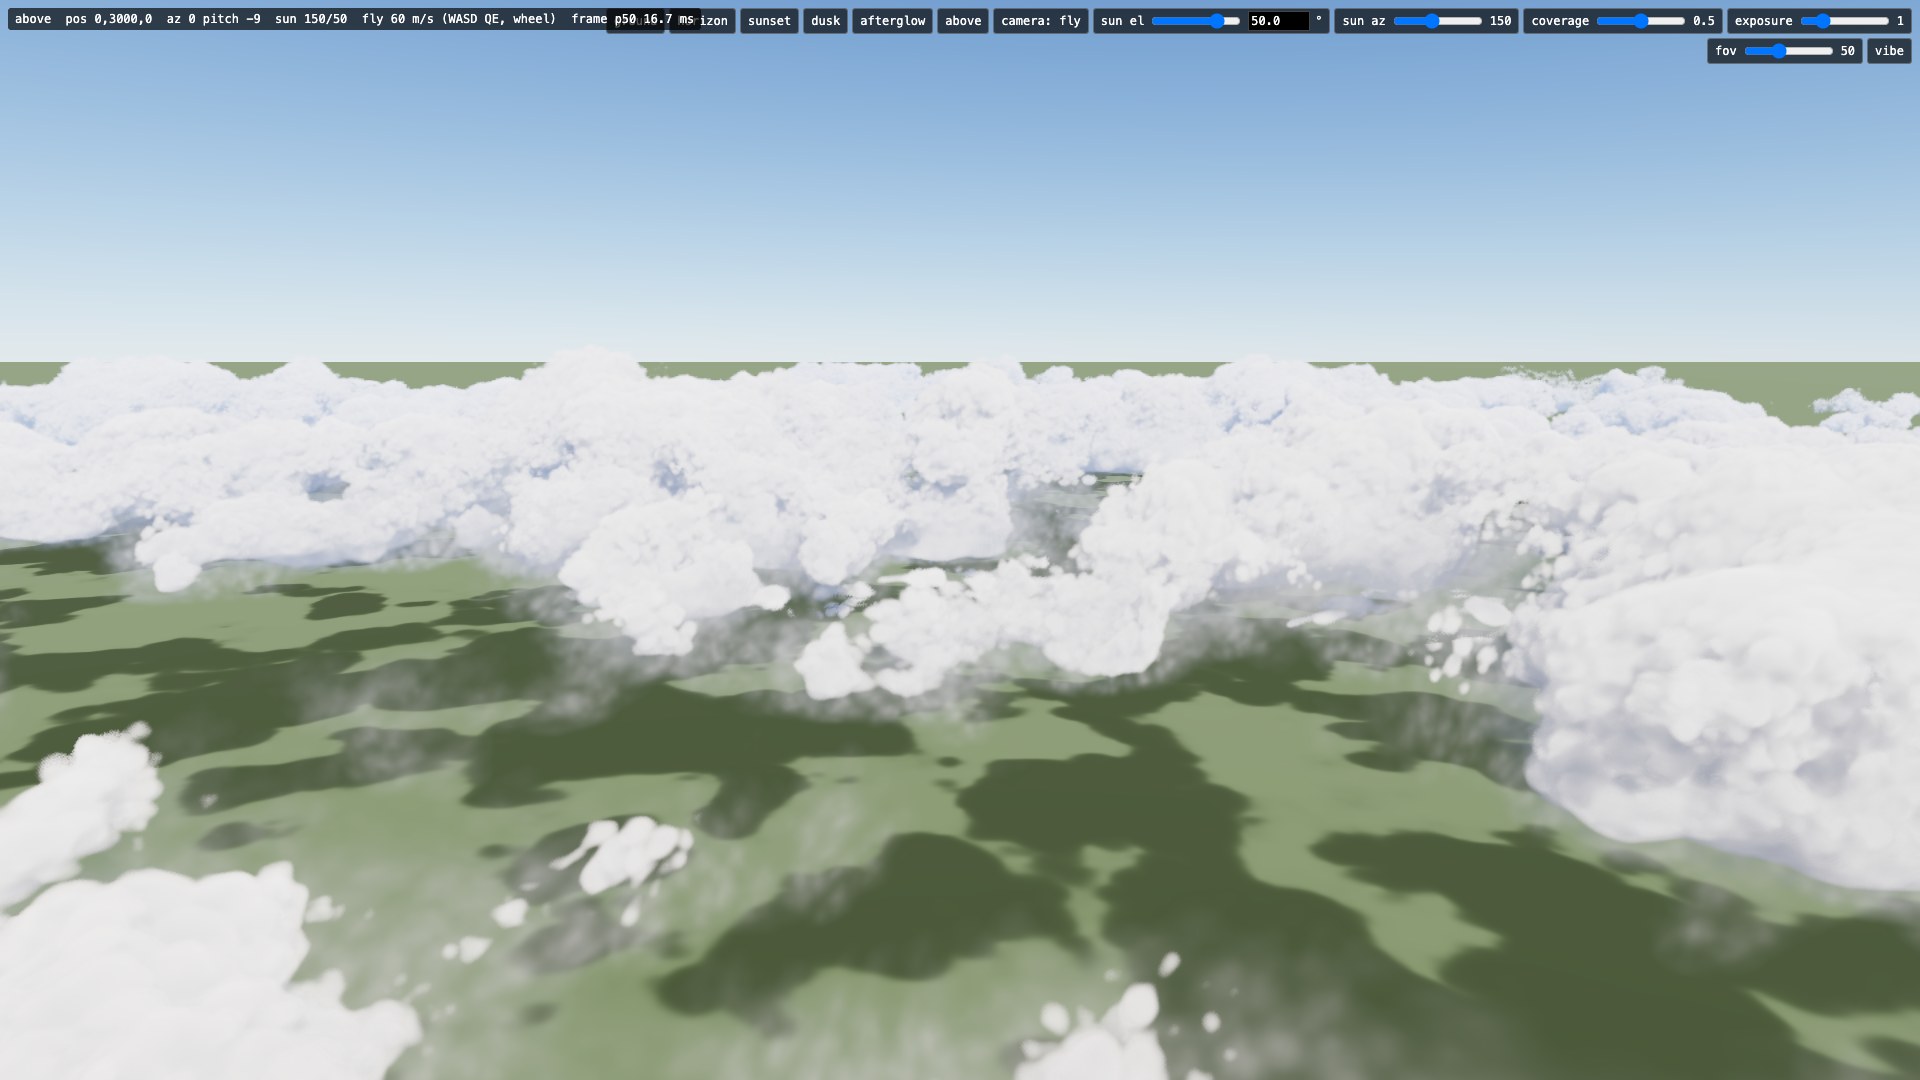 above pos 0,3000,0 az 0 pitch -9 sun 150/50 fly 60 m/s (WASD QE, wheel) frame p50 16.7 ms
sunset dusk afterglow above camera: fly sun el 50.0 ° sun az 150 coverage 0.5 exposure 1
fov 50 vibe